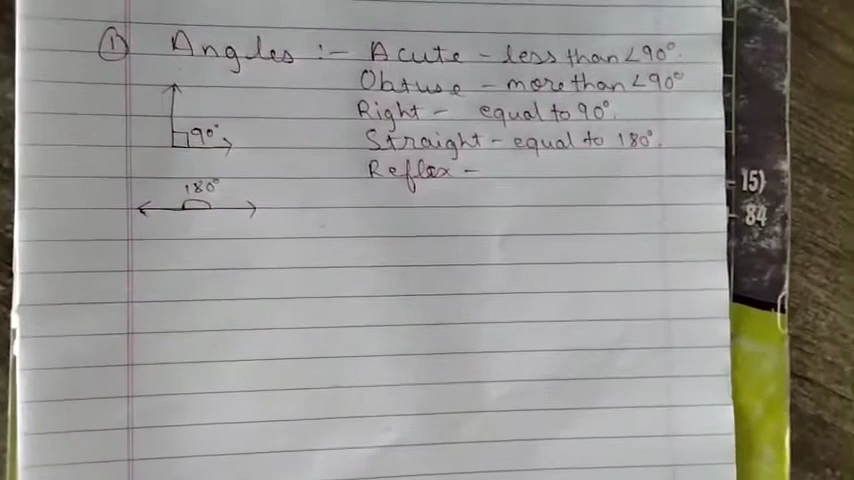 ① Angles :- Acute - less than ∠90°.
Obtuse - more than ∠90°
Right - equal to 90°.
90°
Straight - equal to 180°.
Reflex -
180°
15)
84